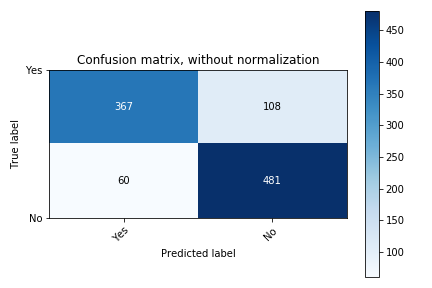 Confusion matrix, without normalization
Yes
367 108
True label
60 481
No
Yes No
Predicted label
450
400
350
300
250
200
150
100